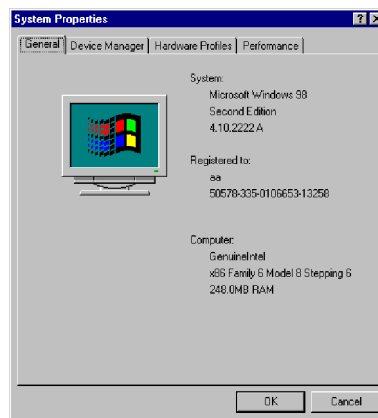 System Properties
General Device Manager Hardware Profiles Performance
System:
Microsoft Windows 98
Second Edition
4.10.2222 A
Registered to:
aa
50578-335-0106653-13258
Computer:
GenuineIntel
x86 Family 6 Model 8 Stepping 6
248.0MB RAM
OK Cancel